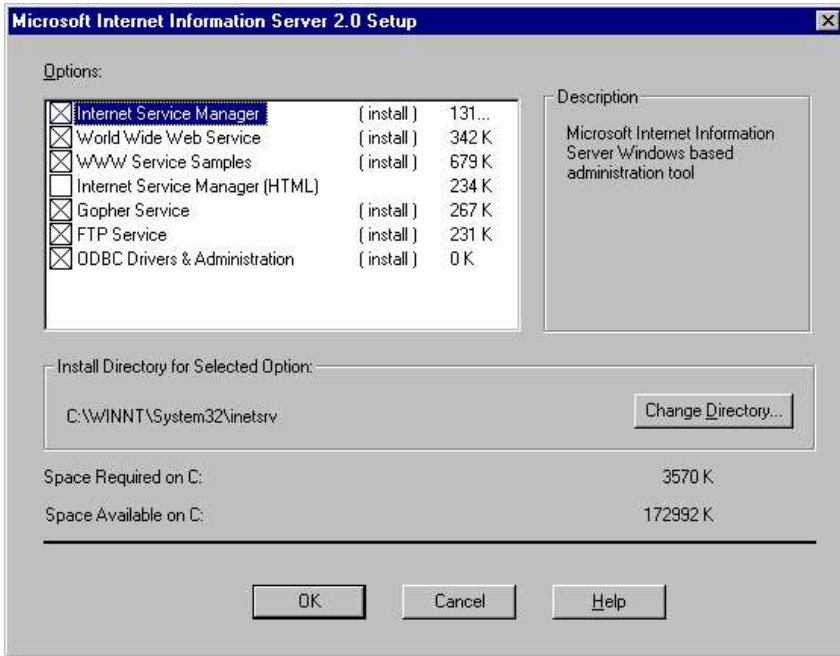 Microsoft Internet Information Server 2.0 Setup
Options:
Internet Service Manager ( install ) 131...
World Wide Web Service ( install ) 342 K
WWW Service Samples ( install ) 679 K
Internet Service Manager (HTML) 234 K
Gopher Service ( install ) 267 K
FTP Service ( install ) 231 K
ODBC Drivers & Administration ( install ) 0 K
Description
Microsoft Internet Information
Server Windows based
administration tool
Install Directory for Selected Option:
C:\WINNT\System32\inetsrv
Change Directory...
Space Required on C: 3570 K
Space Available on C: 172992 K
OK Cancel Help